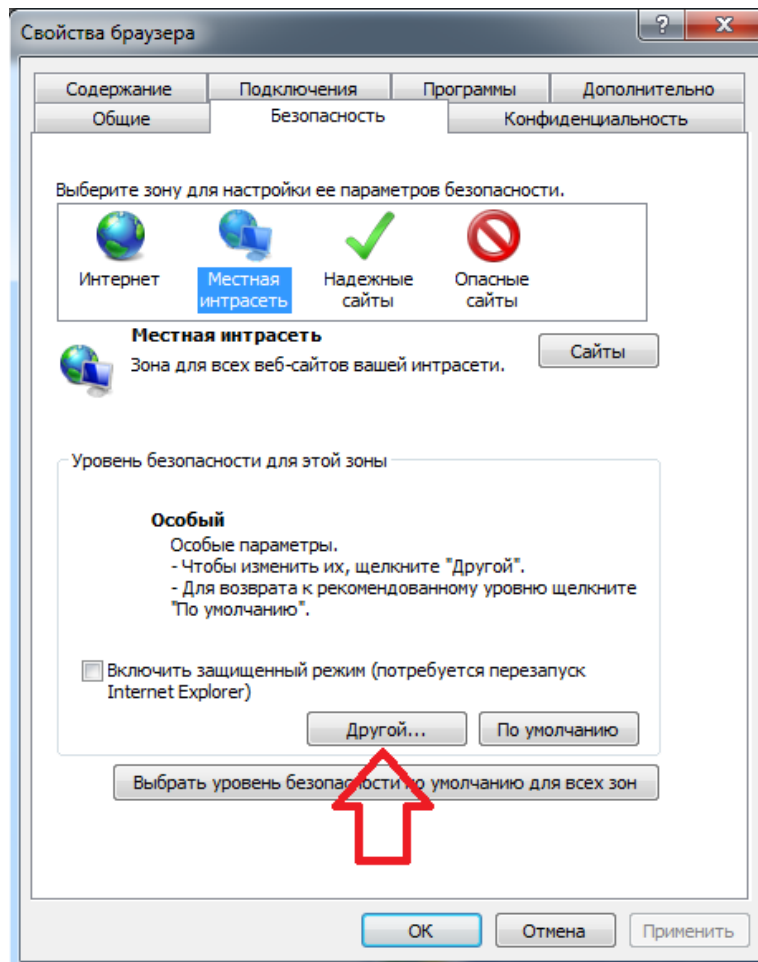 Свойства браузера
Содержание Подключения Программы Дополнительно
Общие Безопасность Конфиденциальность
Выберите зону для настройки ее параметров безопасности.
Интернет Местная интрасеть Надежные сайты Опасные сайты
Местная интрасеть
Зона для всех веб-сайтов вашей интрасети.
Сайты
Уровень безопасности для этой зоны
Особый
Особые параметры.
- Чтобы изменить их, щелкните "Другой".
- Для возврата к рекомендованному уровню щелкните
"По умолчанию".
Включить защищенный режим (потребуется перезапуск
Internet Explorer)
Другой... По умолчанию
Выбрать уровень безопасности по умолчанию для всех зон
ОК Отмена Применить